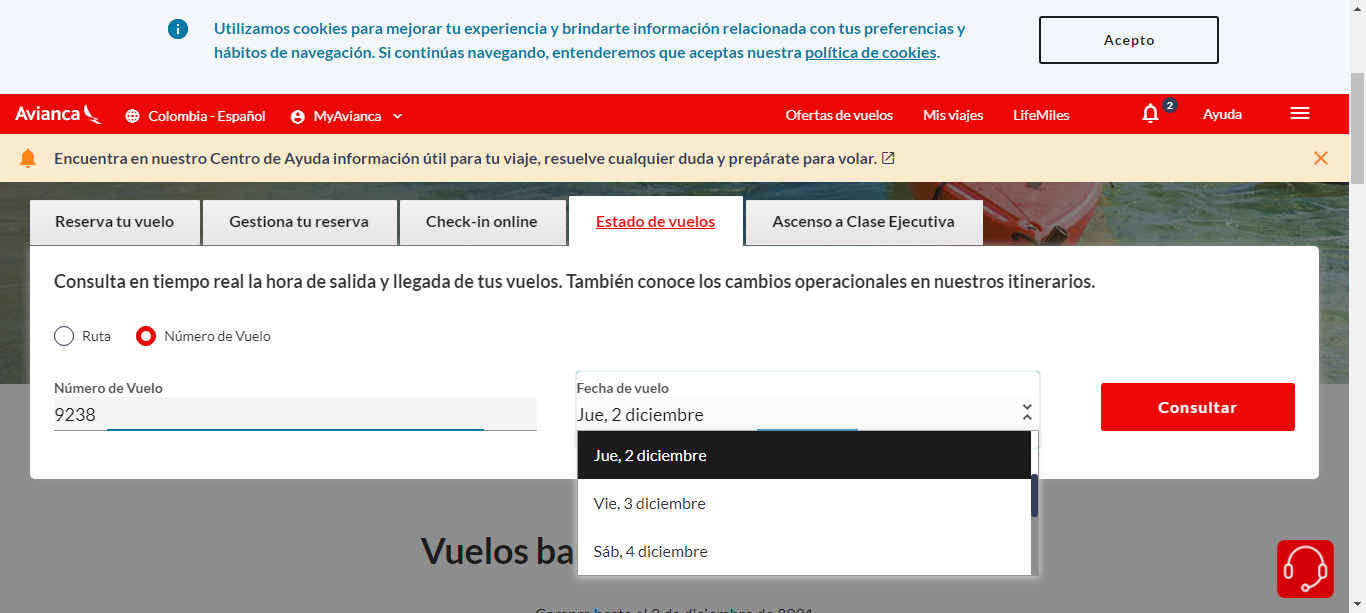 Utilizamos cookies para mejorar tu experiencia y brindarte información relacionada con tus preferencias y
hábitos de navegación. Si continúas navegando, entenderemos que aceptas nuestra política de cookies.
Acepto
Avianca
Colombia - Español
MyAvianca
Ofertas de vuelos
Mis viajes
LifeMiles
2
Ayuda
Encuentra en nuestro Centro de Ayuda información útil para tu viaje, resuelve cualquier duda y prepárate para volar.
Reserva tu vuelo
Gestiona tu reserva
Check-in online
Estado de vuelos
Ascenso a Clase Ejecutiva
Consulta en tiempo real la hora de salida y llegada de tus vuelos. También conoce los cambios operacionales en nuestros itinerarios.
Ruta
Número de Vuelo
Número de Vuelo
9238
Fecha de vuelo
Jue, 2 diciembre
Consultar
Jue, 2 diciembre
Vie, 3 diciembre
Sáb, 4 diciembre
Vuelos ba